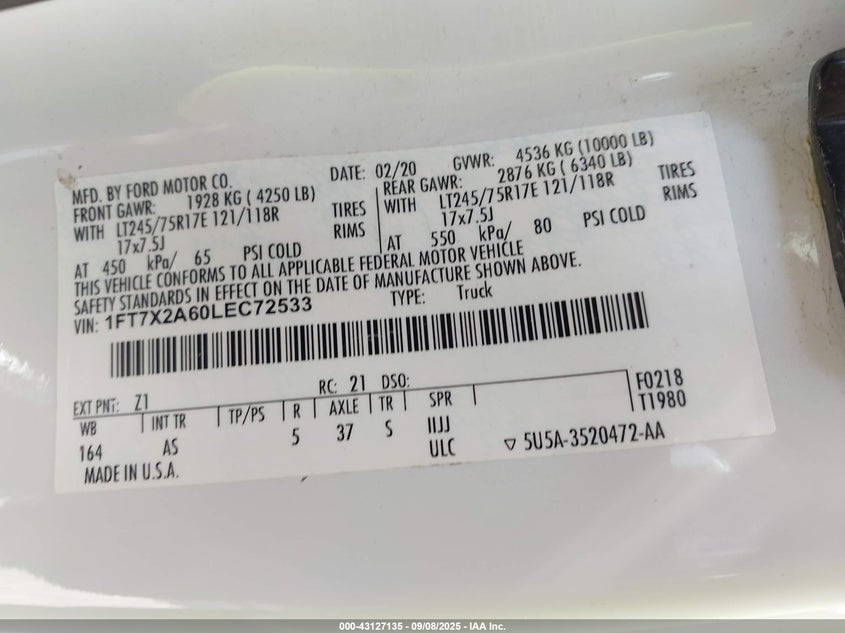 MFD. BY FORD MOTOR CO. DATE: 02/20 GVWR: 4536 KG (10000 LB)
FRONT GAWR: 1928 KG ( 4250 LB) REAR GAWR: 2876 KG ( 6340 LB)
WITH LT245/75R17E 121/118R TIRES WITH LT245/75R17E 121/118R TIRES
17x7.5J RIMS 17x7.5J RIMS
AT 450 kPa/ 65 PSI COLD AT 550 kPa/ 80 PSI COLD
THIS VEHICLE CONFORMS TO ALL APPLICABLE FEDERAL MOTOR VEHICLE
SAFETY STANDARDS IN EFFECT ON THE DATE OF MANUFACTURE SHOWN ABOVE.
VIN: 1FT7X2A60LEC72533 TYPE: Truck
EXT PNT: Z1 RC: 21 DSO: F0218
WB INT TR TP/PS R AXLE TR SPR T1980
164 AS 5 37 S IIJJ
ULC ▽ 5U5A-3520472-AA
MADE IN U.S.A.
000-43127135 - 09/08/2025 - IAA Inc.